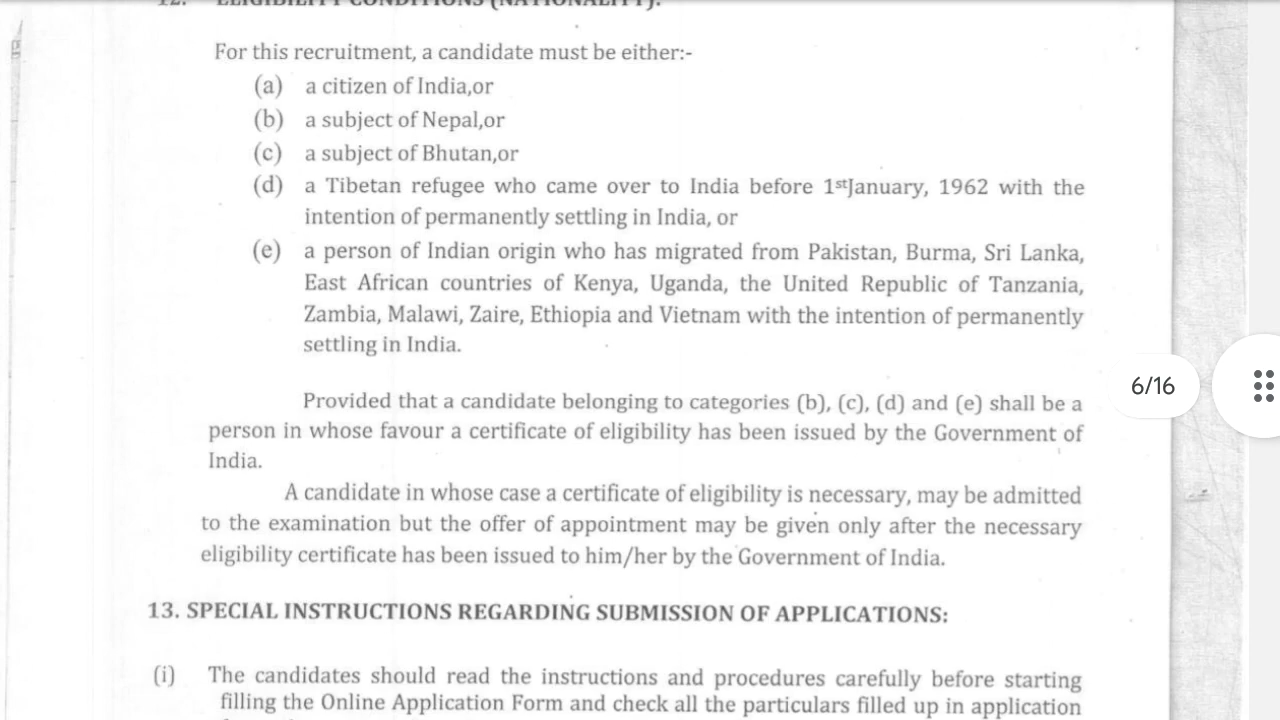 12. ELIGIBILITY CONDITIONS (NATIONALITY):
For this recruitment, a candidate must be either:-
(a) a citizen of India,or
(b) a subject of Nepal,or
(c) a subject of Bhutan,or
(d) a Tibetan refugee who came over to India before 1stJanuary, 1962 with the
intention of permanently settling in India, or
(e) a person of Indian origin who has migrated from Pakistan, Burma, Sri Lanka,
East African countries of Kenya, Uganda, the United Republic of Tanzania,
Zambia, Malawi, Zaire, Ethiopia and Vietnam with the intention of permanently
settling in India.
Provided that a candidate belonging to categories (b), (c), (d) and (e) shall be a
person in whose favour a certificate of eligibility has been issued by the Government of
India.
A candidate in whose case a certificate of eligibility is necessary, may be admitted
to the examination but the offer of appointment may be given only after the necessary
eligibility certificate has been issued to him/her by the Government of India.
13. SPECIAL INSTRUCTIONS REGARDING SUBMISSION OF APPLICATIONS:
(i) The candidates should read the instructions and procedures carefully before starting
filling the Online Application Form and check all the particulars filled up in application
6/16